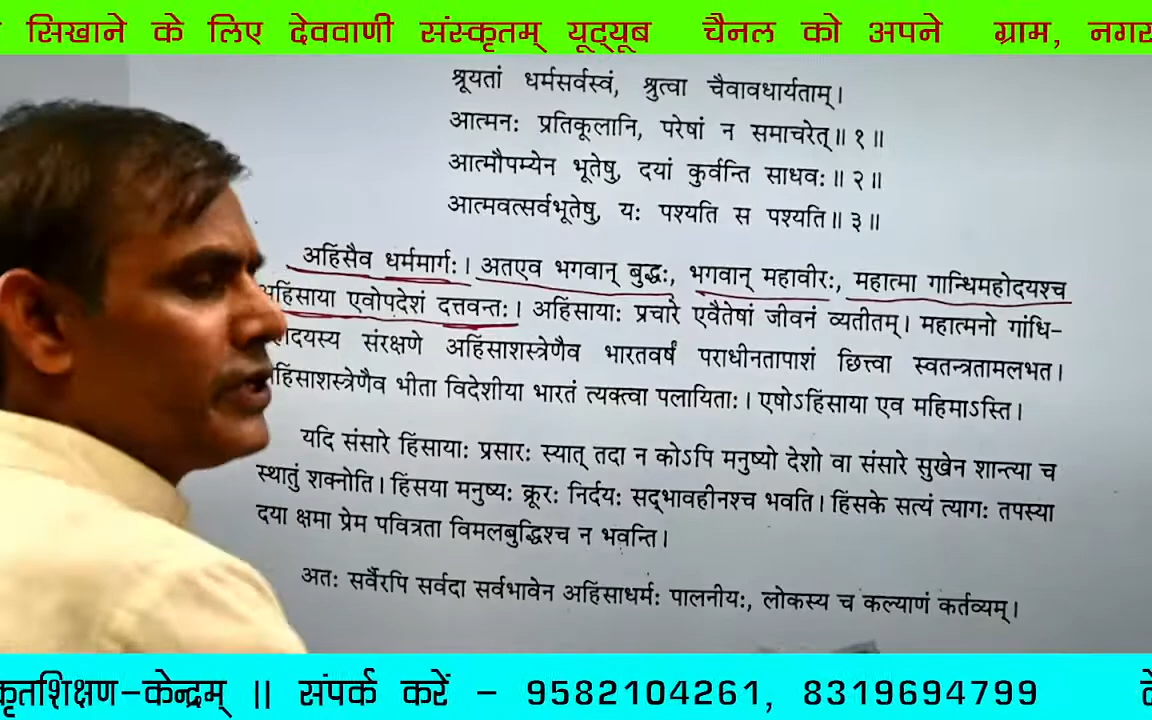 सिखाने के लिए देववाणी संस्कृतम् यूट्यूब चैनल को अपने ग्राम,
श्रूयतां धर्मसर्वस्वं, श्रुत्वा चैवावधार्यताम्।
आत्मनः प्रतिकूलानि, परेषां न समाचरेत्॥ १॥
आत्मौपम्येन भूतेषु, दयां कुर्वन्ति साधवः॥ २॥
आत्मवत्सर्वभूतेषु, यः पश्यति स पश्यति॥ ३॥
अहिंसैव धर्ममार्गः। अतएव भगवान् बुद्धः, भगवान् महावीरः, महात्मा गान्धिमहोदयश्च
अहिंसाया एवोपदेशं दत्तवन्तः। अहिंसायाः प्रचारे एवैतेषां जीवनं व्यतीतम्। महात्मनो गांधि-
संरक्षणे अहिंसाशस्त्रेणैव भारतवर्षं पराधीनतापाशं छित्त्वा स्वतन्त्रतामलभत।
भीता विदेशीया भारतं त्यक्त्वा पलायिताः। एषोऽहिंसाया एव महिमाऽस्ति।
यदि संसारे हिंसायाः प्रसारः स्यात् तदा न कोऽपि मनुष्यो देशो वा संसारे सुखेन शान्त्या च
स्थातुं शक्नोति। हिंसया मनुष्यः क्रूरः निर्दयः सद्भावहीनश्च भवति। हिंसके सत्यं त्यागः तपस्या
दया क्षमा प्रेम पवित्रता विमलबुद्धिश्च न भवन्ति।
अतः सर्वैरपि सर्वदा सर्वभावेन अहिंसाधर्मः पालनीयः, लोकस्य च कल्याणं कर्तव्यम्।
कृतशिक्षण-केन्द्रम् || संपर्क करें - 9582104261, 8319694799